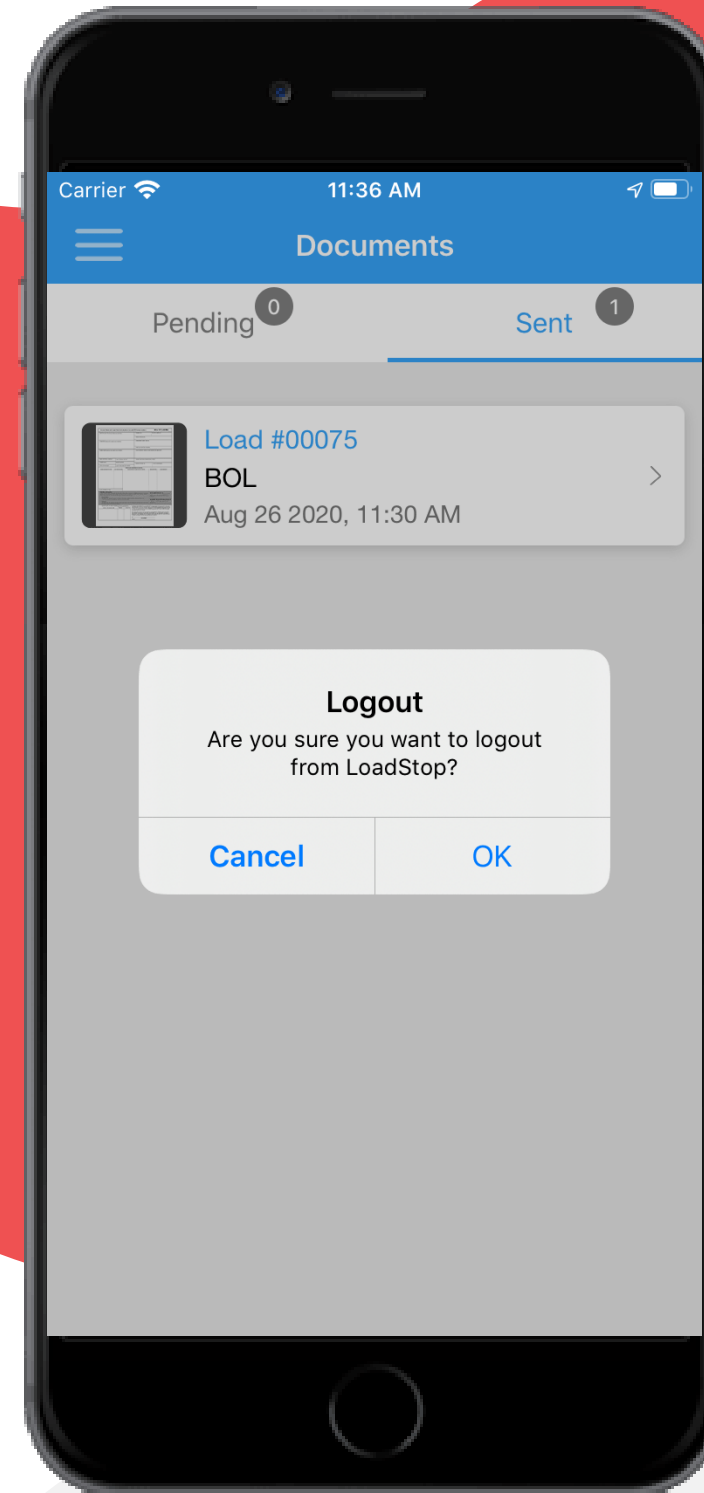 Carrier 11:36 AM
Documents
Pending 0 Sent 1
Load #00075
BOL
Aug 26 2020, 11:30 AM
Logout
Are you sure you want to logout
from LoadStop?
Cancel OK